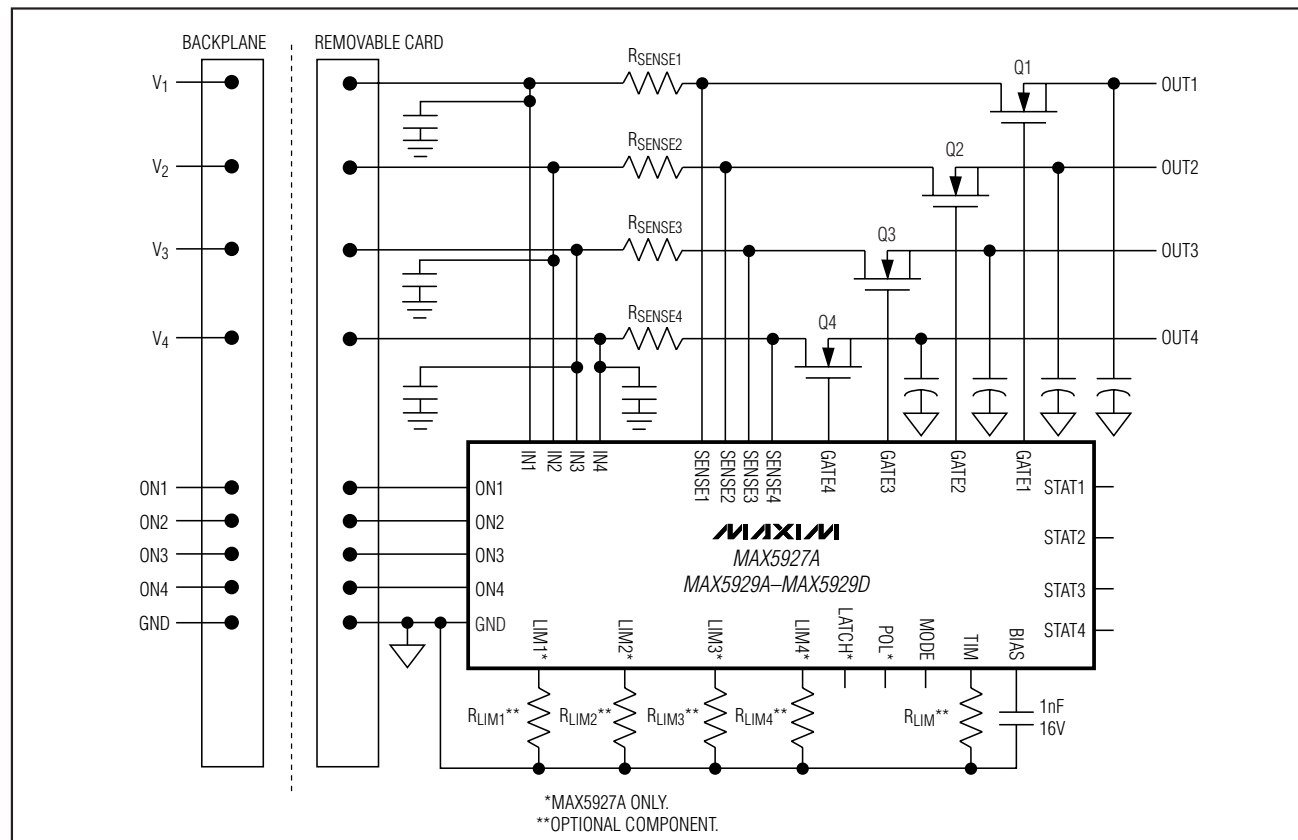 BACKPLANE
REMOVABLE CARD
V1
RSENSE1
Q1
OUT1
V2
RSENSE2
Q2
OUT2
V3
RSENSE3
Q3
OUT3
V4
RSENSE4
Q4
OUT4
IN1
IN2
IN3
IN4
SENSE1
SENSE2
SENSE3
SENSE4
GATE4
GATE3
GATE2
GATE1
ON1
ON1
STAT1
ON2
ON2
STAT2
ON3
ON3
STAT3
ON4
ON4
STAT4
GND
GND
MAXIM
MAX5927A
MAX5929A–MAX5929D
LIM1*
LIM2*
LIM3*
LIM4*
LATCH*
POL*
MODE
TIM
BIAS
RLIM1**
RLIM2**
RLIM3**
RLIM4**
RLIM**
1nF
16V
*MAX5927A ONLY.
**OPTIONAL COMPONENT.